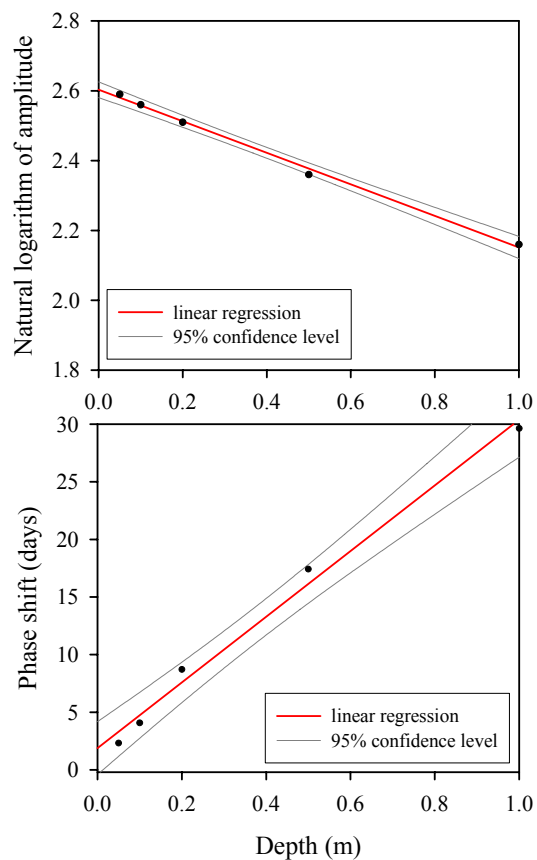 2.8
2.6
2.4
2.2
2.0
1.8
Natural logarithm of amplitude
linear regression
95% confidence level
0.0 0.2 0.4 0.6 0.8 1.0
30
25
20
15
10
5
0
Phase shift (days)
linear regression
95% confidence level
0.0 0.2 0.4 0.6 0.8 1.0
Depth (m)